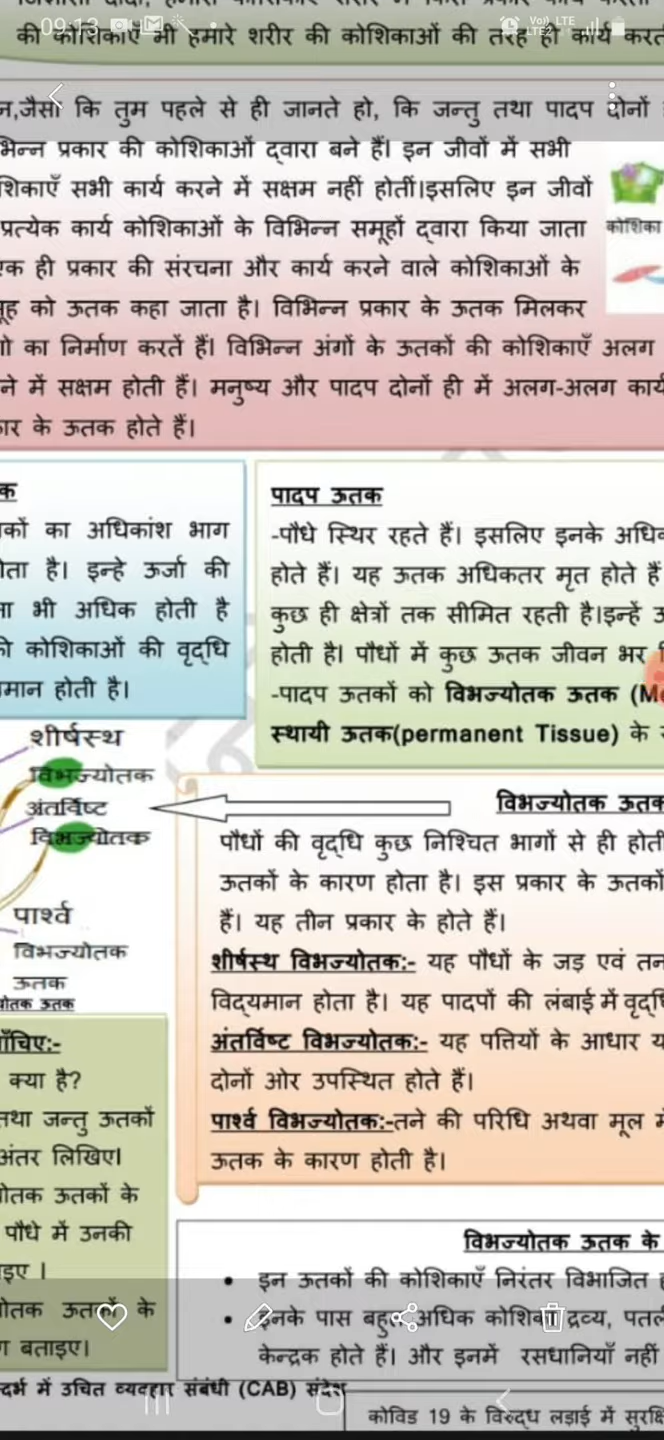 09:13
Vo)) LTE
LTE2
की कोशिकाएँ भी हमारे शरीर की कोशिकाओं की तरह ही कार्य करत
न,जैसा कि तुम पहले से ही जानते हो, कि जन्तु तथा पादप दोनों
भिन्न प्रकार की कोशिकाओं द्वारा बने हैं। इन जीवों में सभी
शिकाएँ सभी कार्य करने में सक्षम नहीं होतीं।इसलिए इन जीवों
प्रत्येक कार्य कोशिकाओं के विभिन्न समूहों द्वारा किया जाता
एक ही प्रकार की संरचना और कार्य करने वाले कोशिकाओं के
मूह को ऊतक कहा जाता है। विभिन्न प्रकार के ऊतक मिलकर
गो का निर्माण करतें हैं। विभिन्न अंगों के ऊतकों की कोशिकाएँ अलग
ने में सक्षम होती हैं। मनुष्य और पादप दोनों ही में अलग-अलग कार्य
कार के ऊतक होते हैं।
कोशिका
क
कों का अधिकांश भाग
ोता है। इन्हे ऊर्जा की
ता भी अधिक होती है
की कोशिकाओं की वृद्धि
मान होती है।
पादप ऊतक
-पौधे स्थिर रहते हैं। इसलिए इनके अधि
होते हैं। यह ऊतक अधिकतर मृत होते हैं
कुछ ही क्षेत्रों तक सीमित रहती है।इन्हें
होती है। पौधों में कुछ ऊतक जीवन भर
-पादप ऊतकों को विभज्योतक ऊतक (Me
स्थायी ऊतक(permanent Tissue) के
शीर्षस्थ
विभज्योतक
अंतर्विष्ट
विभज्योतक
पार्श्व
विभज्योतक
ऊतक
योतक ऊतक
विभज्योतक ऊतक
पौधों की वृद्धि कुछ निश्चित भागों से ही होती
ऊतकों के कारण होता है। इस प्रकार के ऊतकों
हैं। यह तीन प्रकार के होते हैं।
शीर्षस्थ विभज्योतक:- यह पौधों के जड़ एवं तन
विद्यमान होता है। यह पादपों की लंबाई में वृद्धि
अंतर्विष्ट विभज्योतक:- यह पत्तियों के आधार य
दोनों ओर उपस्थित होते हैं।
पार्श्व विभज्योतक:-तने की परिधि अथवा मूल में
ऊतक के कारण होती है।
ाँचिए:-
क्या है?
तथा जन्तु ऊतकों
अंतर लिखिए।
योतक ऊतकों के
पौधे में उनकी
इए ।
योतक ऊतकों के
ण बताइए।
विभज्योतक ऊतक के
• इन ऊतकों की कोशिकाएँ निरंतर विभाजित
• इनके पास बहुत अधिक कोशिका द्रव्य, पतल
केन्द्रक होते हैं। और इनमें रसधानियाँ नहीं
दर्भ में उचित व्यवहार संबंधी (CAB) संदेश
कोविड 19 के विरुद्ध लड़ाई में सुरक्षि